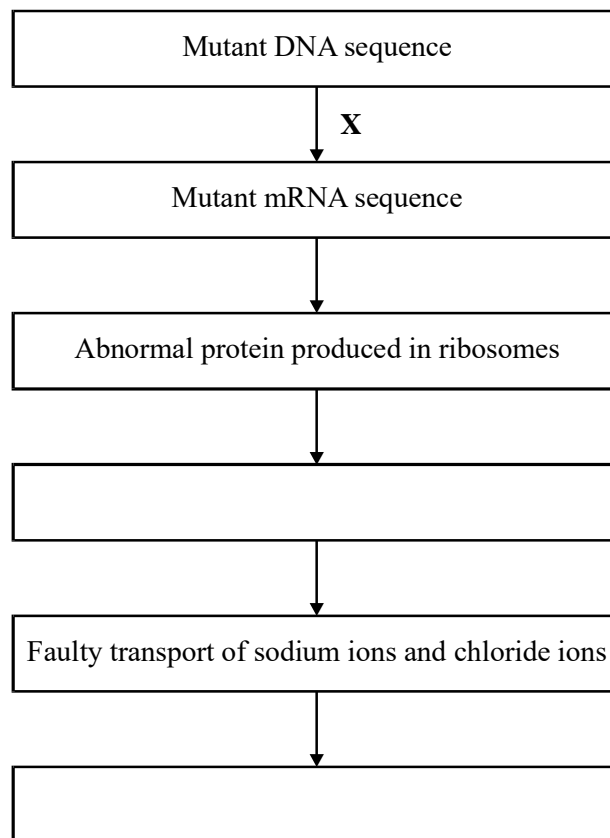 Mutant DNA sequence
X
Mutant mRNA sequence
Abnormal protein produced in ribosomes
Faulty transport of sodium ions and chloride ions